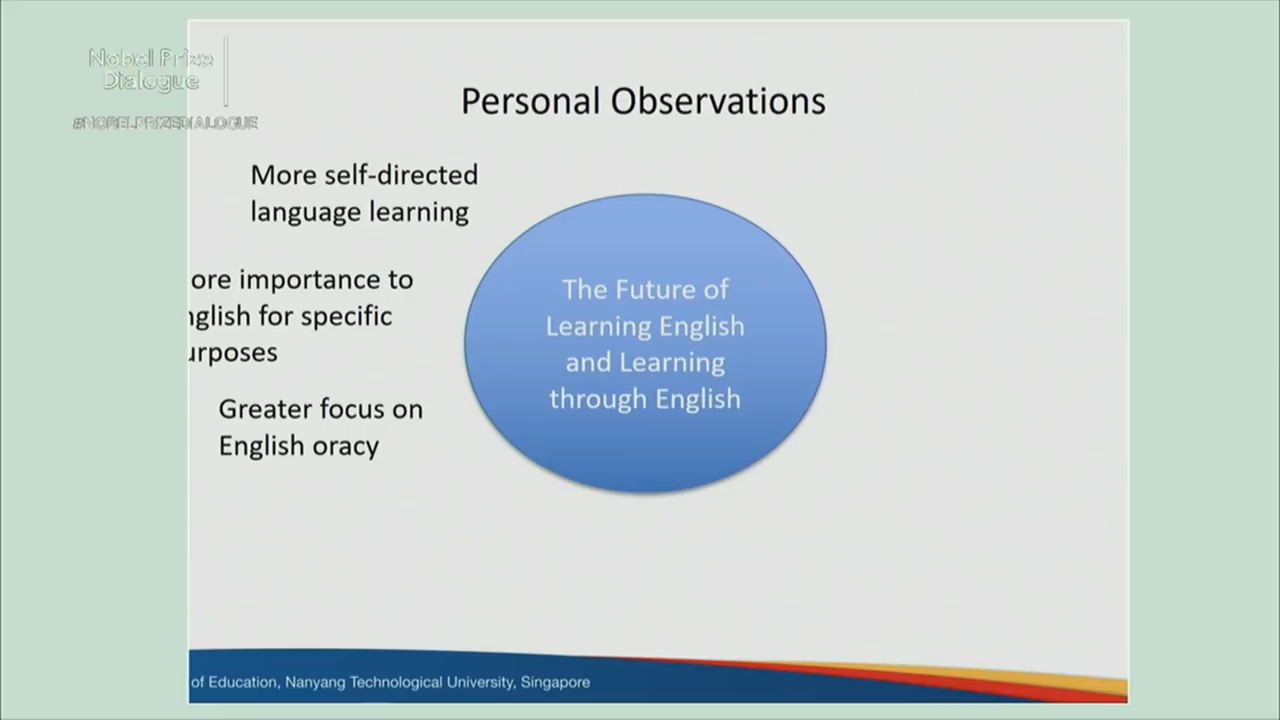 Nobel Prize
Dialogue
#NOBELPRIZEDIALOGUE
Personal Observations
More self-directed
language learning
ore importance to
nglish for specific
urposes
Greater focus on
English oracy
The Future of
Learning English
and Learning
through English
of Education, Nanyang Technological University, Singapore